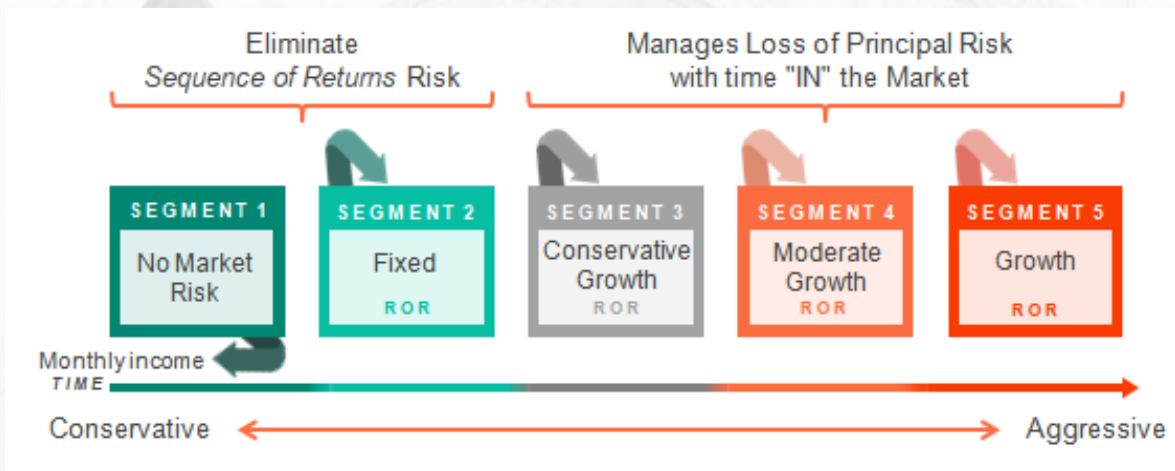 Eliminate
Sequence of Returns Risk
Manages Loss of Principal Risk
with time "IN" the Market
SEGMENT 1
No Market
Risk
SEGMENT 2
Fixed
ROR
SEGMENT 3
Conservative
Growth
ROR
SEGMENT 4
Moderate
Growth
ROR
SEGMENT 5
Growth
ROR
Monthly income
TIME
Conservative
Aggressive